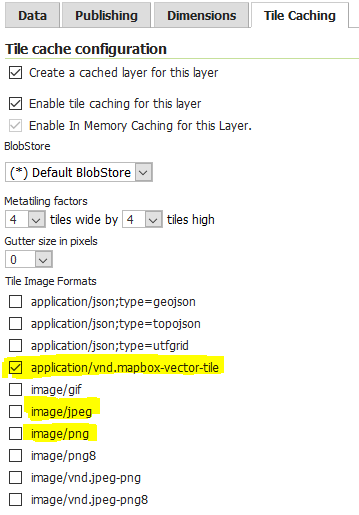 Data Publishing Dimensions Tile Caching
Tile cache configuration
Create a cached layer for this layer
Enable tile caching for this layer
Enable In Memory Caching for this Layer.
BlobStore
(*) Default BlobStore
Metatiling factors
4 tiles wide by 4 tiles high
Gutter size in pixels
0
Tile Image Formats
application/json;type=geojson
application/json;type=topojson
application/json;type=utfgrid
application/vnd.mapbox-vector-tile
image/gif
image/jpeg
image/png
image/png8
image/vnd.jpeg-png
image/vnd.jpeg-png8